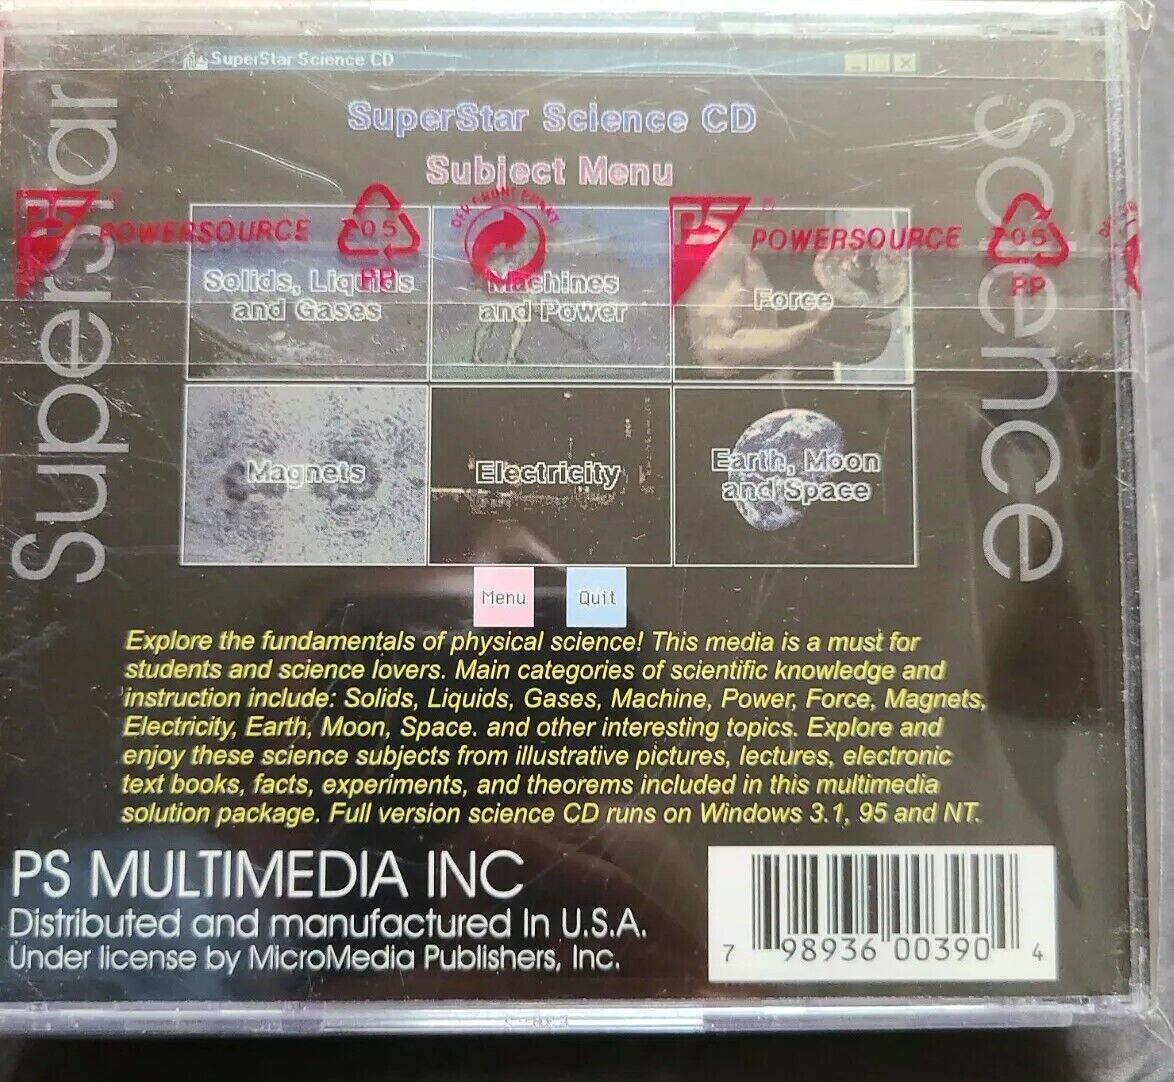 SuperStar Science CD
SuperStar Science CD
Subject Menu
Superstar
Science
POWERSOURCE
05
PP
DER GRÜNE PUNKT
PS
POWERSOURCE
05
PP
Solids, Liquids
and Gases
Machines
and Power
Force
Magnets
Electricity
Earth, Moon
and Space
Menu
Quit
Explore the fundamentals of physical science! This media is a must for
students and science lovers. Main categories of scientific knowledge and
instruction include: Solids, Liquids, Gases, Machine, Power, Force, Magnets,
Electricity, Earth, Moon, Space. and other interesting topics. Explore and
enjoy these science subjects from illustrative pictures, lectures, electronic
text books, facts, experiments, and theorems included in this multimedia
solution package. Full version science CD runs on Windows 3.1, 95 and NT.
PS MULTIMEDIA INC
Distributed and manufactured In U.S.A.
Under license by MicroMedia Publishers, Inc.
7 98936 00390 4